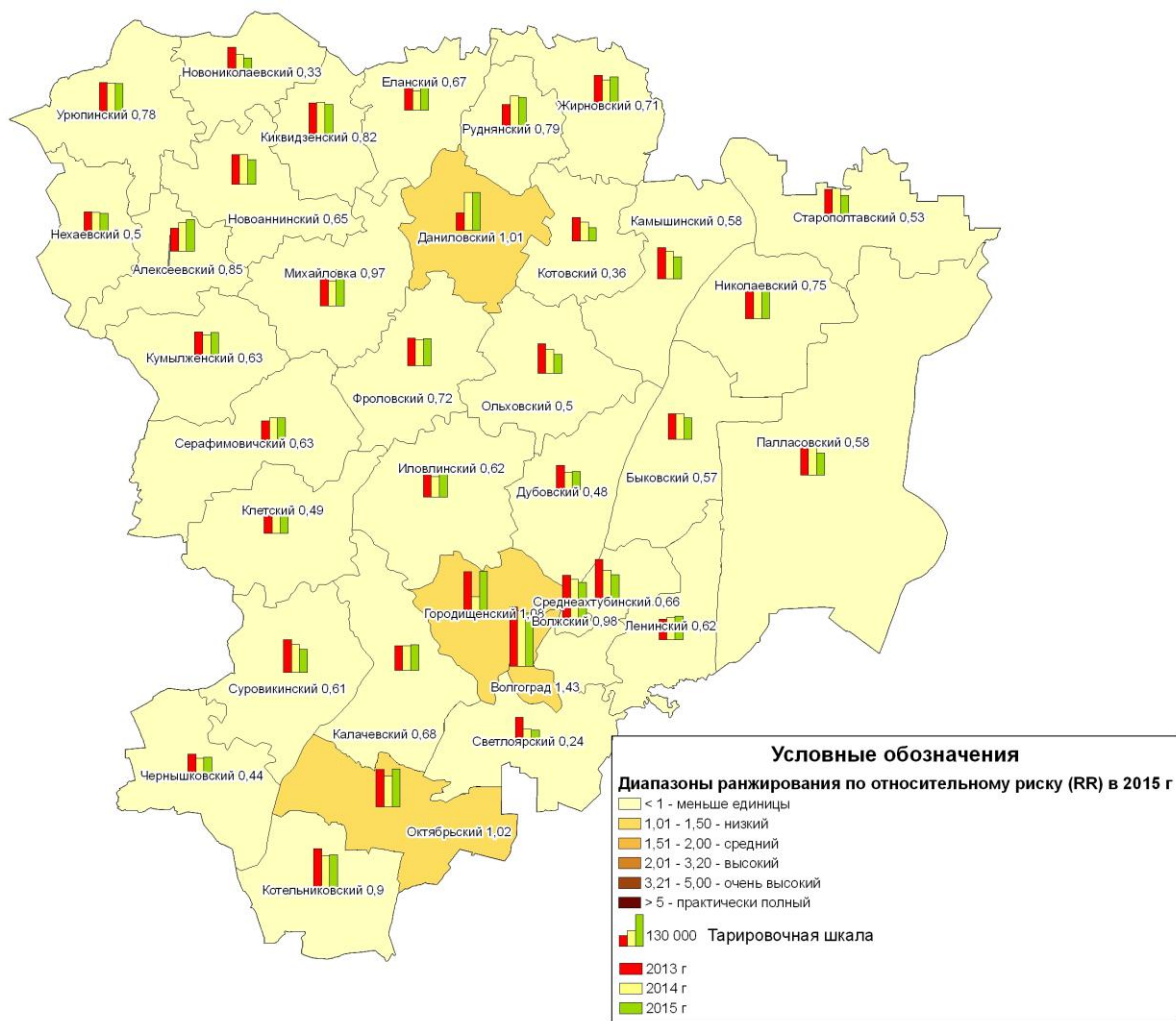 Новониколаевский 0,33
Еланский 0,67
Жирновский 0,71
Урюпинский 0,78
Руднянский 0,79
Киквидзенский 0,82
Новоаннинский 0,65
Камышинский 0,58
Старополтавский 0,53
Нехаевский 0,5
Даниловский 1,01
Алексеевский 0,85
Михайловка 0,97
Котовский 0,36
Николаевский 0,75
Кумылженский 0,63
Фроловский 0,72
Ольховский 0,5
Серафимовичский 0,63
Палласовский 0,58
Иловлинский 0,62
Быковский 0,57
Дубовский 0,48
Клетский 0,49
Среднеахтубинский 0,66
Городищенский 1,08
Волжский 0,98
Ленинский 0,62
Суровикинский 0,61
Волгоград 1,43
Калачевский 0,68
Светлоярский 0,24
Чернышковский 0,44
Октябрьский 1,02
Котельниковский 0,9
Условные обозначения
Диапазоны ранжирования по относительному риску (RR) в 2015 г
< 1 - меньше единицы
1,01 - 1,50 - низкий
1,51 - 2,00 - средний
2,01 - 3,20 - высокий
3,21 - 5,00 - очень высокий
> 5 - практически полный
130 000 Тарировочная шкала
2013 г
2014 г
2015 г